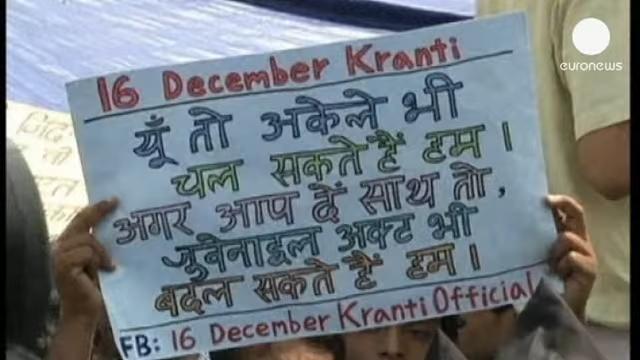 euronews
16 December Kranti
यूँ तो अकेले भी
चल सकते हैं हम।
अगर आप दें साथ तो,
जुवेनाइल अक्ट भी
बदल सकते हैं हम।
FB: 16 December Kranti Official